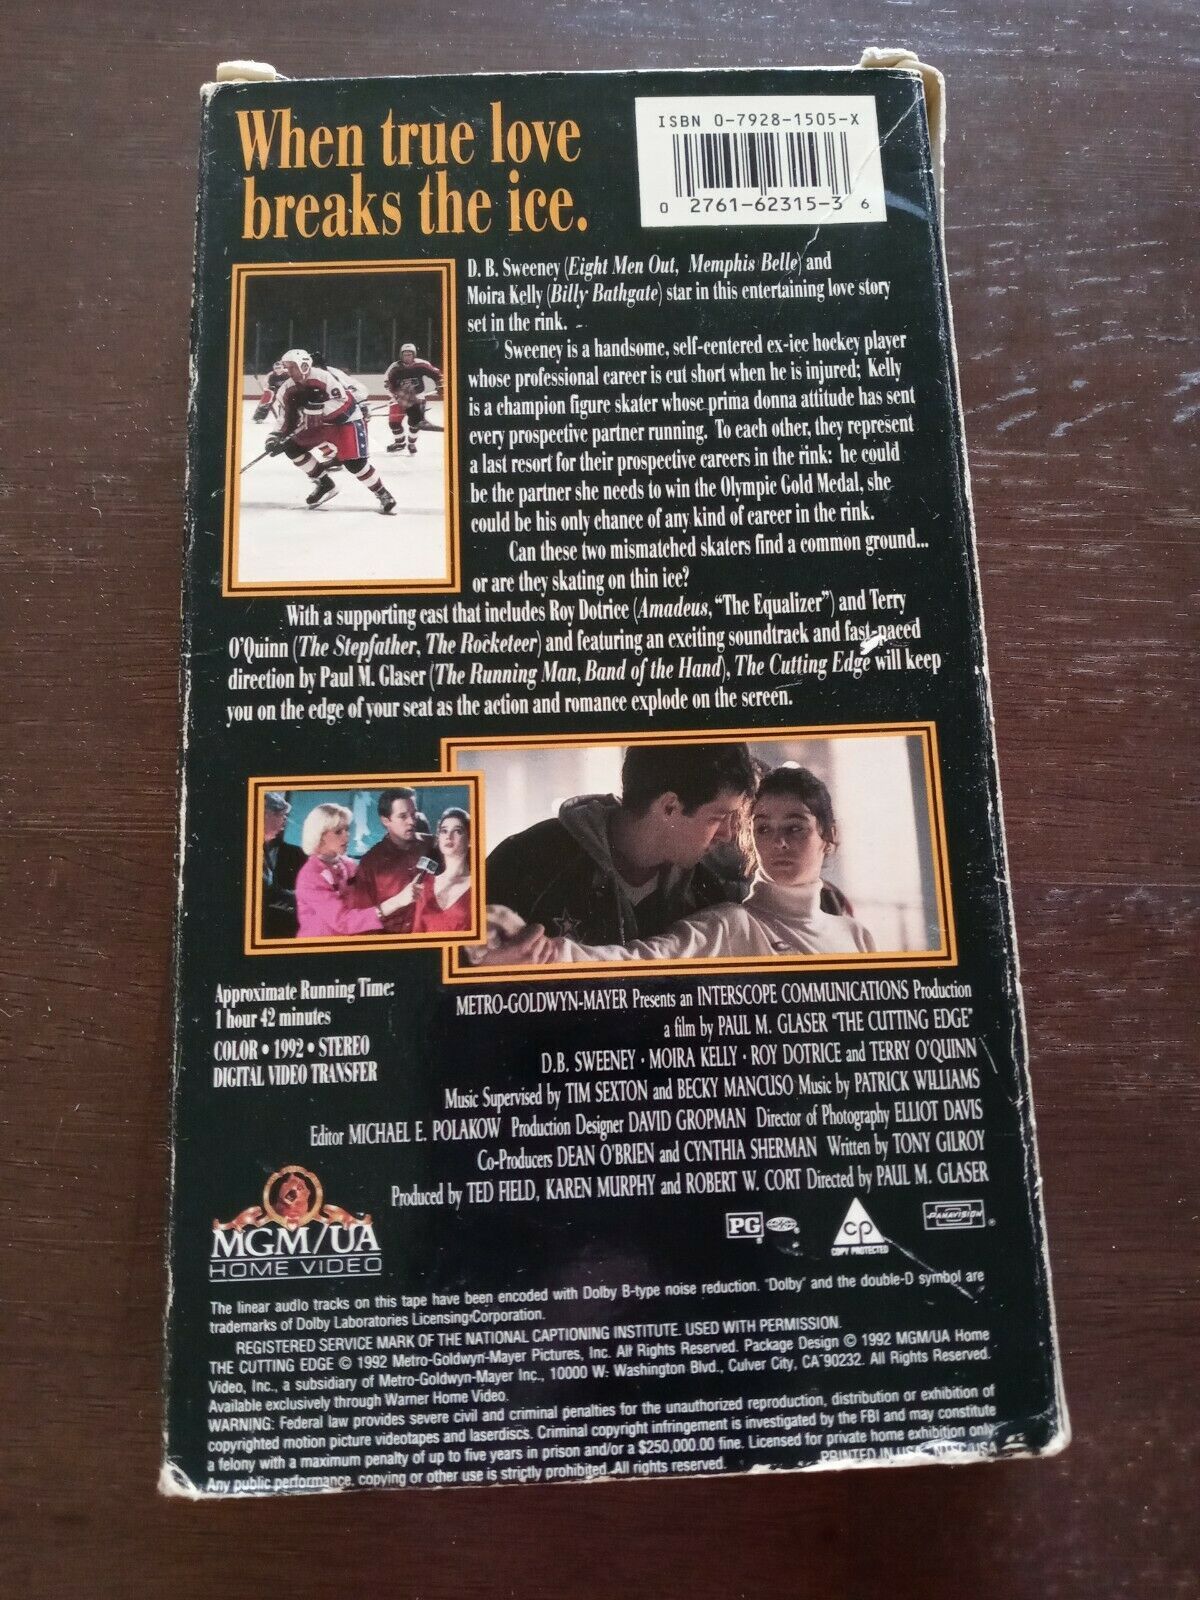 When true love
breaks the ice.
ISBN 0-7928-1505-X
0 2761-62315-3 6
D. B. Sweeney (Eight Men Out, Memphis Belle) and
Moira Kelly (Billy Bathgate) star in this entertaining love story
set in the rink.
Sweeney is a handsome, self-centered ex-ice hockey player
whose professional career is cut short when he is injured; Kelly
is a champion figure skater whose prima donna attitude has sent
every prospective partner running. To each other, they represent
a last resort for their prospective careers in the rink: he could
be the partner she needs to win the Olympic Gold Medal, she
could be his only chance of any kind of career in the rink.
Can these two mismatched skaters find a common ground...
or are they skating on thin ice?
With a supporting cast that includes Roy Dotrice (Amadeus, "The Equalizer") and Terry
O'Quinn (The Stepfather, The Rocketeer) and featuring an exciting soundtrack and fast-paced
direction by Paul M. Glaser (The Running Man, Band of the Hand), The Cutting Edge will keep
you on the edge of your seat as the action and romance explode on the screen.
Approximate Running Time:
1 hour 42 minutes
COLOR • 1992 • STEREO
DIGITAL VIDEO TRANSFER
METRO-GOLDWYN-MAYER Presents an INTERSCOPE COMMUNICATIONS Production
a film by PAUL M. GLASER "THE CUTTING EDGE"
D.B. SWEENEY · MOIRA KELLY · ROY DOTRICE and TERRY O'QUINN
Music Supervised by TIM SEXTON and BECKY MANCUSO Music by PATRICK WILLIAMS
Editor MICHAEL E. POLAKOW Production Designer DAVID GROPMAN Director of Photography ELLIOT DAVIS
Co-Producers DEAN O'BRIEN and CYNTHIA SHERMAN Written by TONY GILROY
Produced by TED FIELD, KAREN MURPHY and ROBERT W. CORT Directed by PAUL M. GLASER
MGM/UA
HOME VIDEO
PG
CP
COPY PROTECTED
PANAVISION®
The linear audio tracks on this tape have been encoded with Dolby B-type noise reduction. "Dolby" and the double-D symbol are
trademarks of Dolby Laboratories Licensing Corporation.
REGISTERED SERVICE MARK OF THE NATIONAL CAPTIONING INSTITUTE. USED WITH PERMISSION.
THE CUTTING EDGE © 1992 Metro-Goldwyn-Mayer Pictures, Inc. All Rights Reserved. Package Design © 1992 MGM/UA Home
Video, Inc., a subsidiary of Metro-Goldwyn-Mayer Inc., 10000 W. Washington Blvd., Culver City, CA 90232. All Rights Reserved.
Available exclusively through Warner Home Video.
WARNING: Federal law provides severe civil and criminal penalties for the unauthorized reproduction, distribution or exhibition of
copyrighted motion picture videotapes and laserdiscs. Criminal copyright infringement is investigated by the FBI and may constitute
a felony with a maximum penalty of up to five years in prison and/or a $250,000.00 fine. Licensed for private home exhibition only.
Any public performance, copying or other use is strictly prohibited. All rights reserved.
PRINTED IN USA NTSC/USA